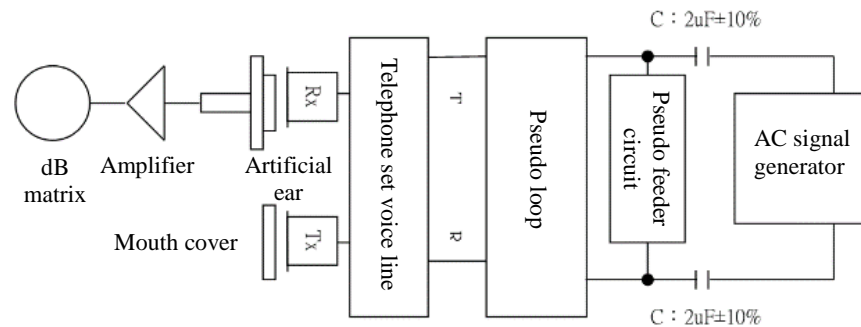 C：2uF±10%
Rx
Telephone set voice line
T
Pseudo loop
Pseudo feeder
circuit
AC signal
generator
dB
matrix
Amplifier
Artificial
ear
Mouth cover
Tx
R
C：2uF±10%